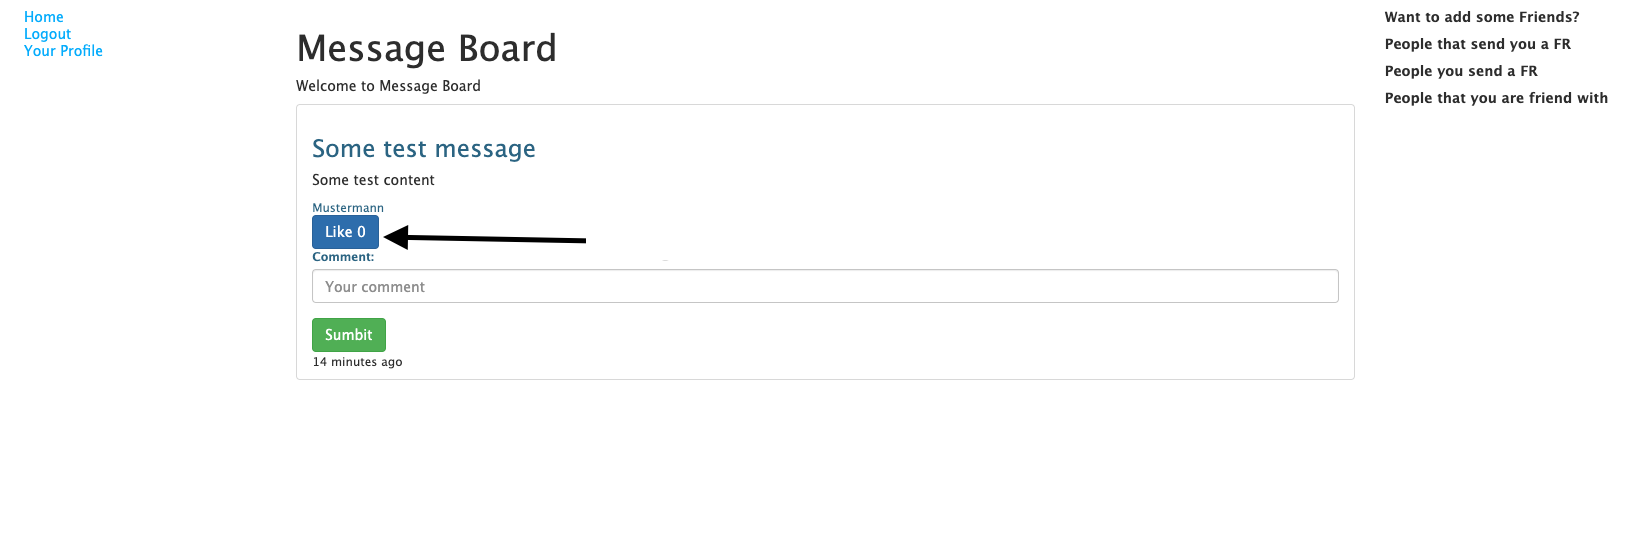 Home
Logout
Your Profile
Message Board
Welcome to Message Board
Some test message
Some test content
Mustermann
Like 0
Comment:
Your comment
Sumbit
14 minutes ago
Want to add some Friends?
People that send you a FR
People you send a FR
People that you are friend with